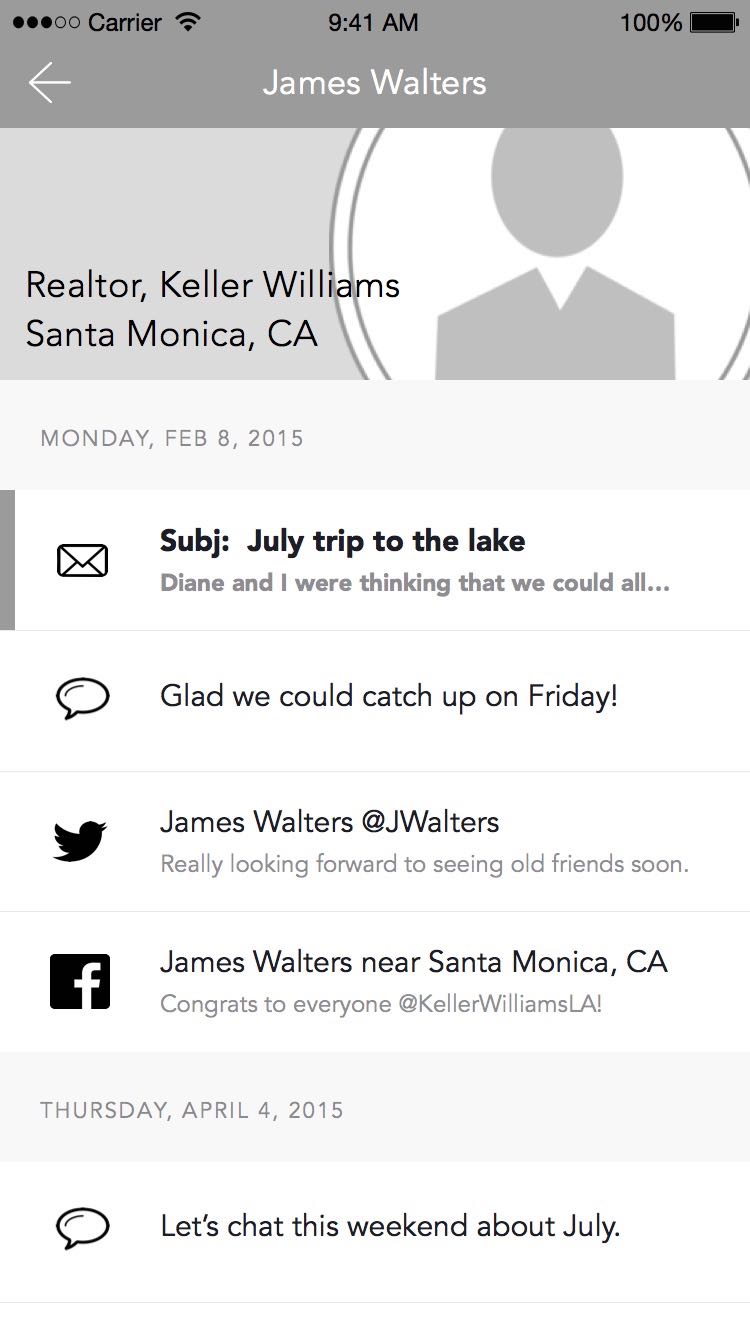 Carrier 9:41 AM 100%
James Walters
Realtor, Keller Williams
Santa Monica, CA
MONDAY, FEB 8, 2015
Subj: July trip to the lake
Diane and I were thinking that we could all...
Glad we could catch up on Friday!
James Walters @JWalters
Really looking forward to seeing old friends soon.
James Walters near Santa Monica, CA
Congrats to everyone @KellerWilliamsLA!
THURSDAY, APRIL 4, 2015
Let’s chat this weekend about July.